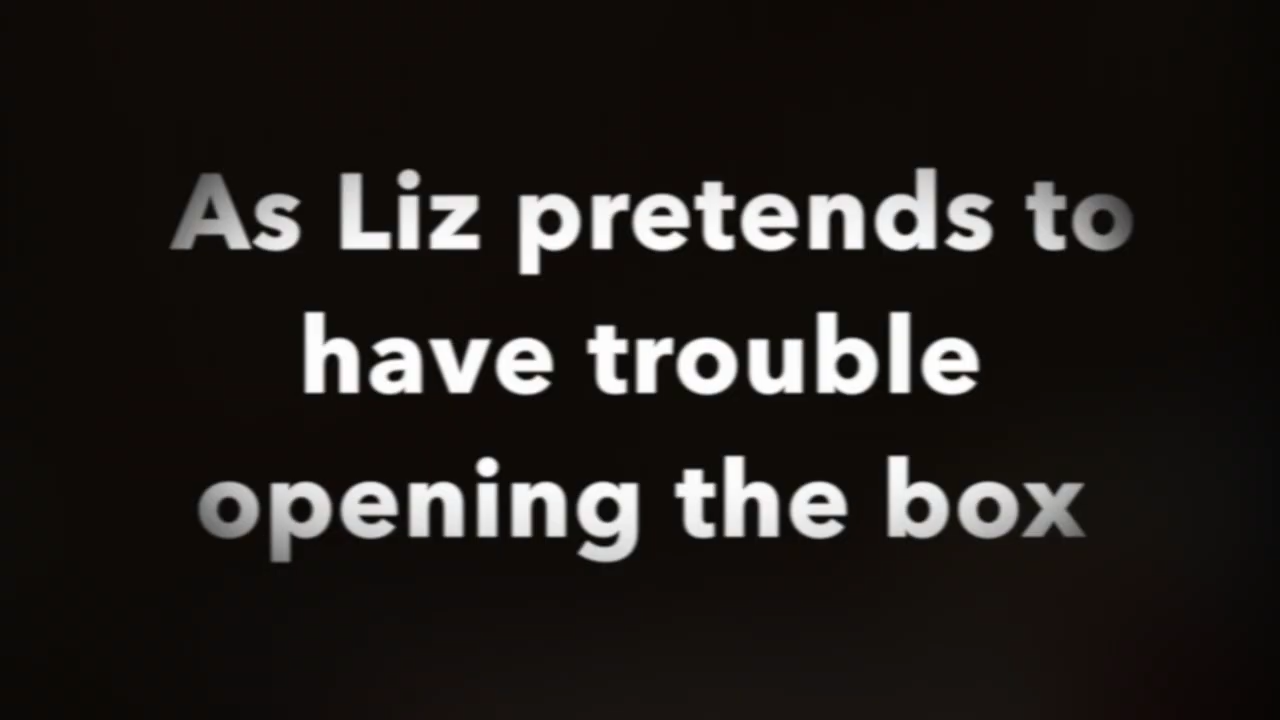 As Liz pretends to
have trouble
opening the box